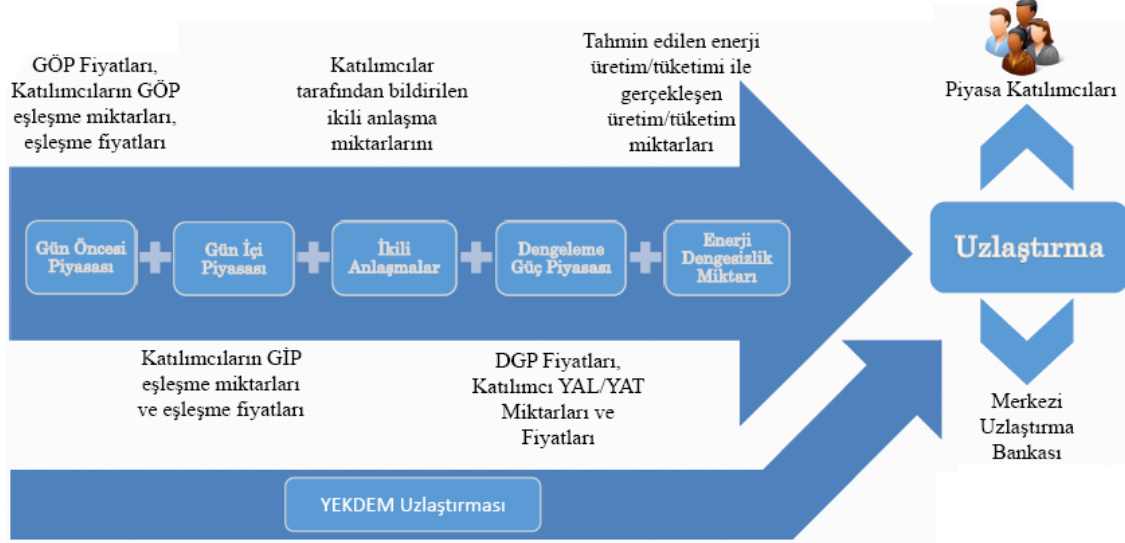 GÖP Fiyatları,
Katılımcıların GÖP
eşleşme miktarları,
eşleşme fiyatları
Katılımcılar
tarafından bildirilen
ikili anlaşma
miktarlarını
Tahmin edilen enerji
üretim/tüketimi ile
gerçekleşen
üretim/tüketim
miktarları
Piyasa Katılımcıları
Gün Öncesi
Piyasası
Gün İçi
Piyasası
İkili
Anlaşmalar
Dengeleme
Güç Piyasası
Enerji
Dengesizlik
Miktarı
Uzlaştırma
Katılımcıların GİP
eşleşme miktarları
ve eşleşme fiyatları
DGP Fiyatları,
Katılımcı YAL/YAT
Miktarları ve
Fiyatları
Merkezi
Uzlaştırma
Bankası
YEKDEM Uzlaştırması